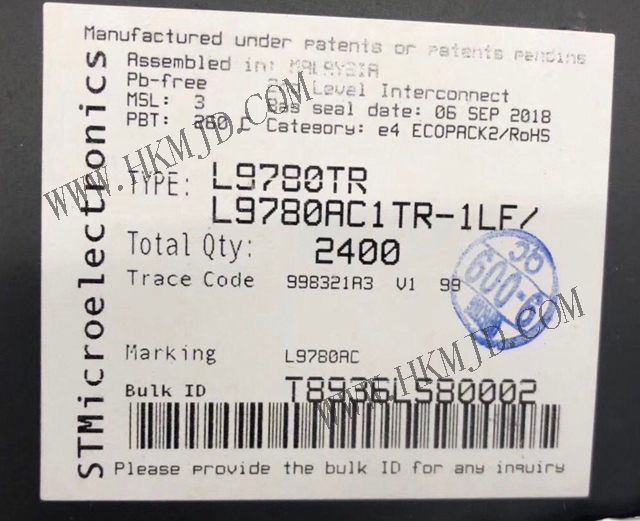 Manufactured under patents or patents pending
Assembled in: MALAYSIA
Pb-free 2nd Level Interconnect
MSL: 3 Bag seal date: 06 SEP 2018
PBT: 260 C Category: e4 ECOPACK2/RoHS
TYPE: L9780TR
L9780AC1TR-1LF/
Total Qty: 2400
Trace Code 998321A3 V1 99
Marking L9780AC
Bulk ID T8936LS80002
Please provide the bulk ID for any inquiry
STMicroelectronics
WWW.HKMJD.COM
WWW.HKMJD.COM